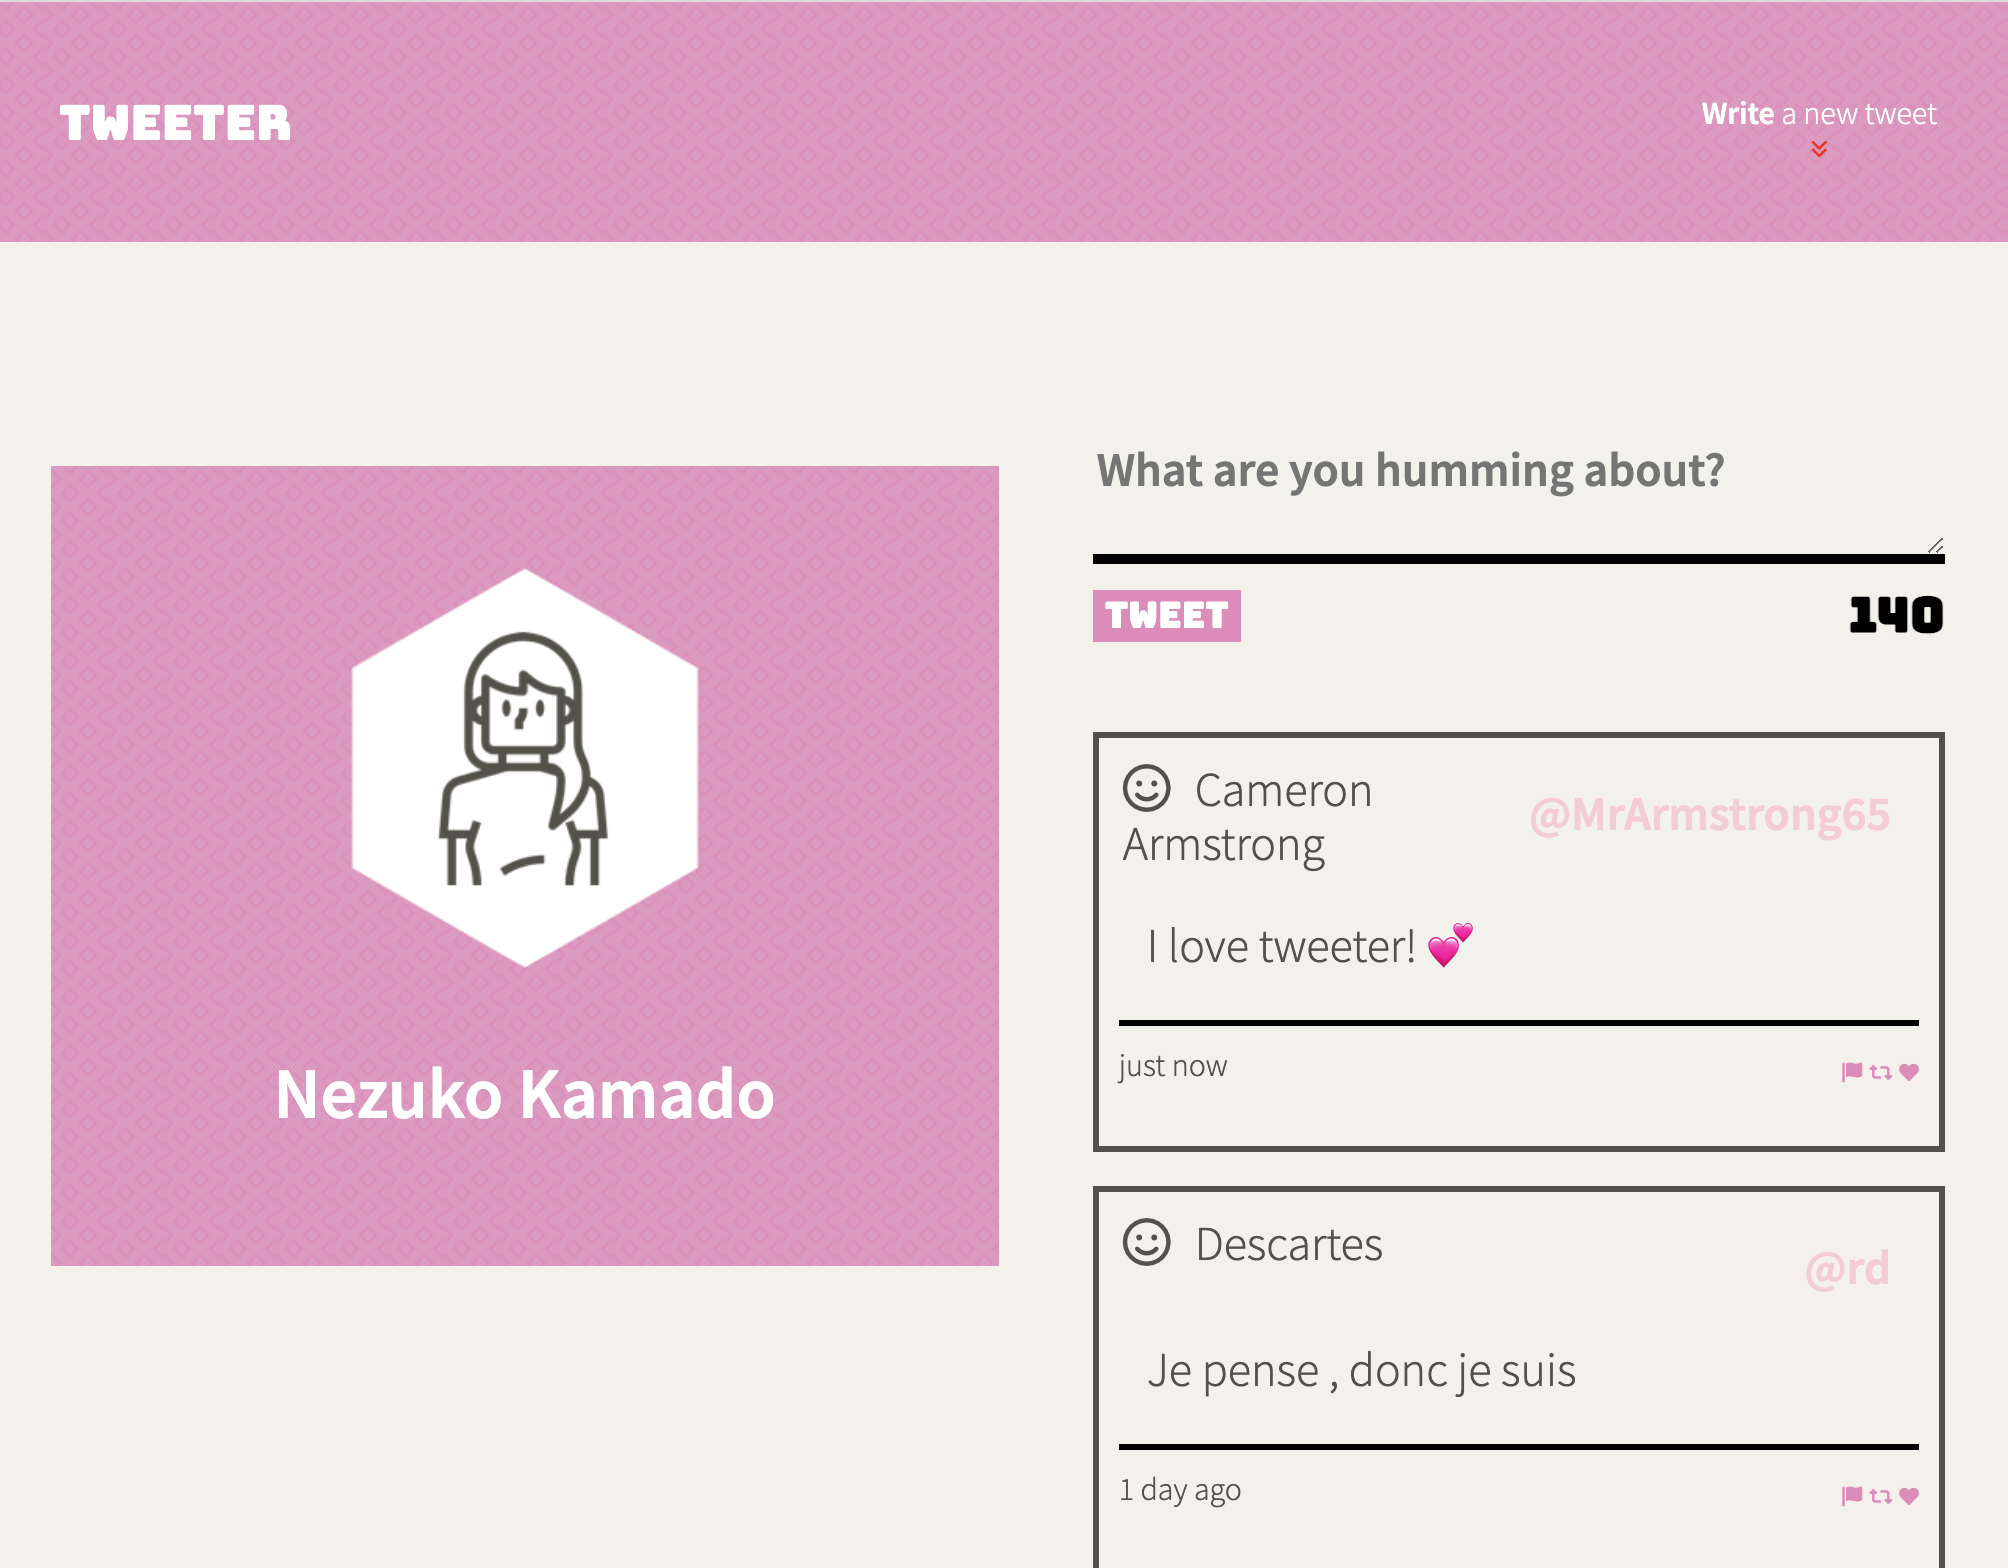 TWEETER
Write a new tweet
Nezuko Kamado
What are you humming about?
TWEET
140
Cameron
Armstrong
@MrArmstrong65
I love tweeter! 💕
just now
Descartes
@rd
Je pense , donc je suis
1 day ago